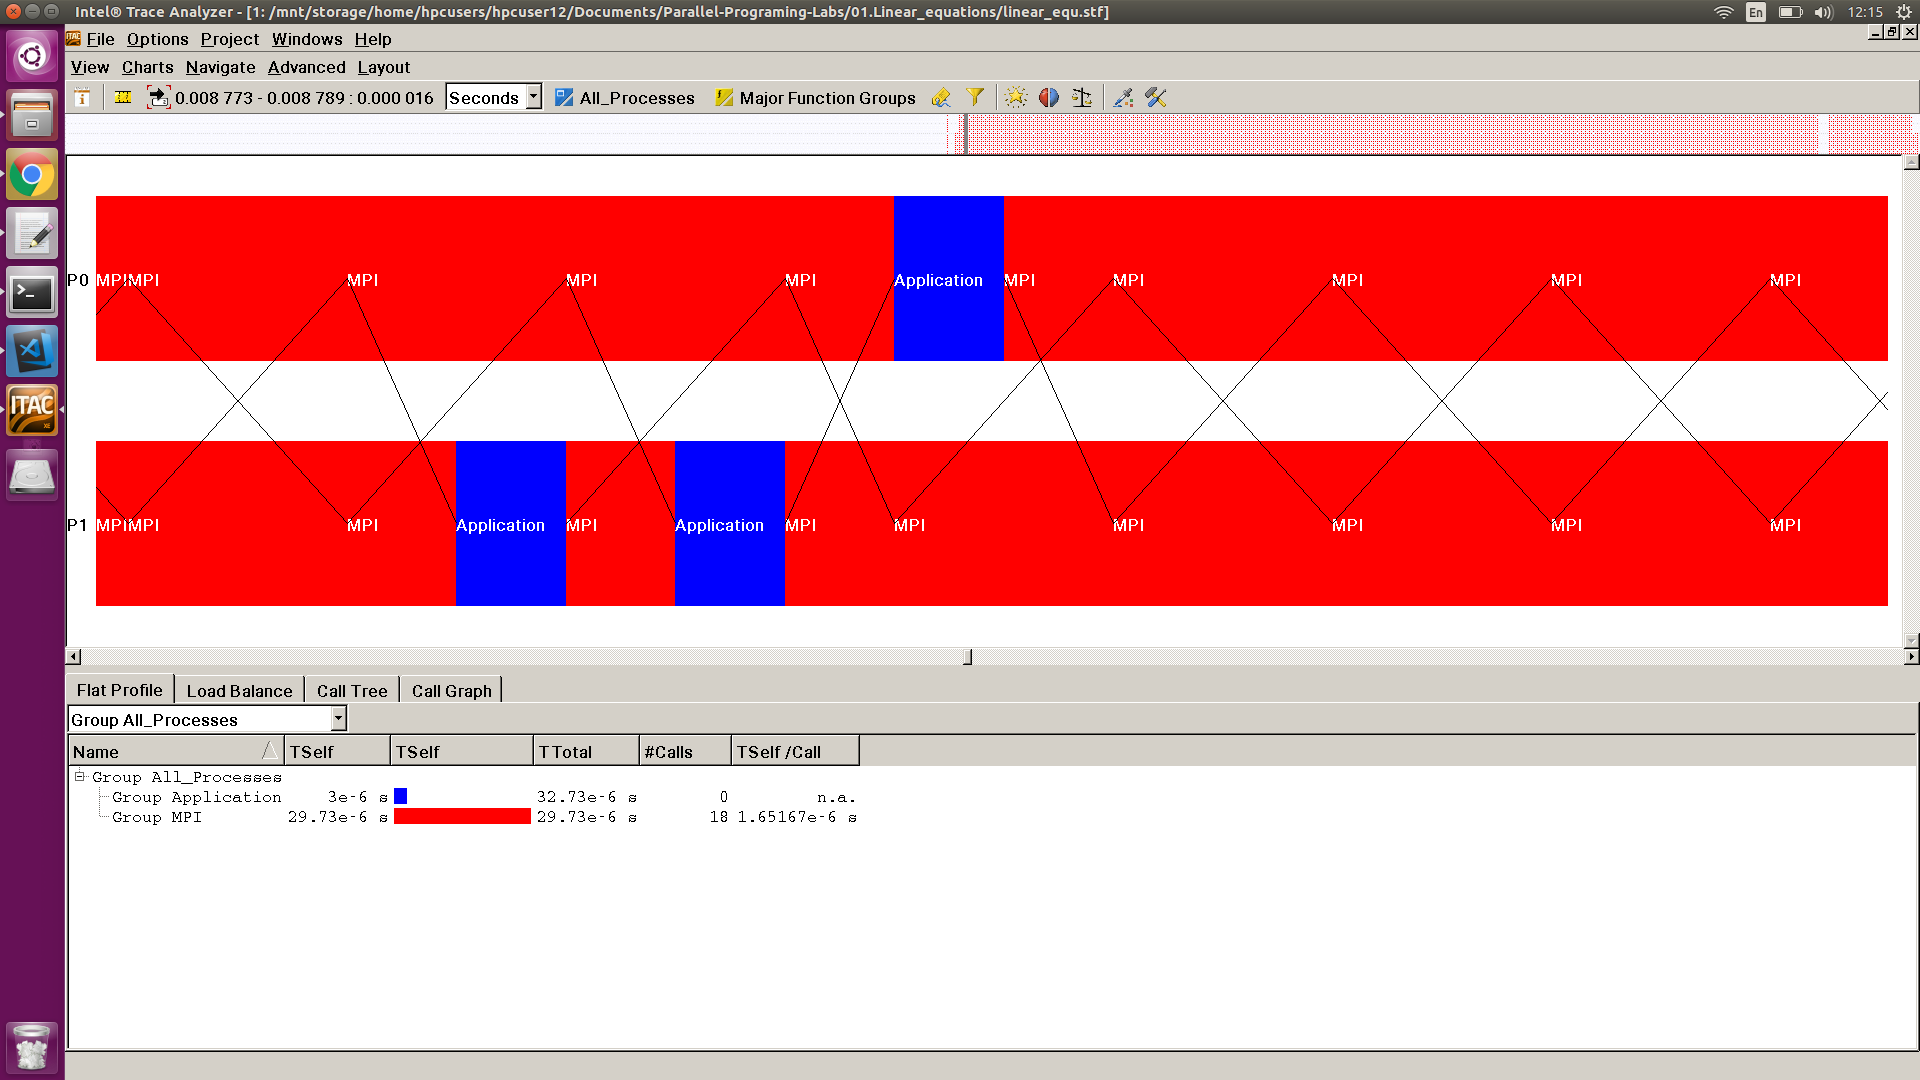 Intel® Trace Analyzer - [1: /mnt/storage/home/hpcusers/hpcuser12/Documents/Parallel-Programing-Labs/01.Linear_equations/linear_equ.stf] En 12:15
File Options Project Windows Help
View Charts Navigate Advanced Layout
0.008 773 - 0.008 789 : 0.000 016 Seconds All_Processes Major Function Groups
P0 MPI MPI MPI MPI MPI Application MPI MPI MPI MPI MPI
P1 MPI MPI MPI Application MPI Application MPI MPI MPI MPI MPI MPI
Flat Profile Load Balance Call Tree Call Graph
Group All_Processes
Name TSelf TSelf TTotal #Calls TSelf /Call
Group All_Processes
Group Application 3e-6 s 32.73e-6 s 0 n.a.
Group MPI 29.73e-6 s 29.73e-6 s 18 1.65167e-6 s
ITAC
XE